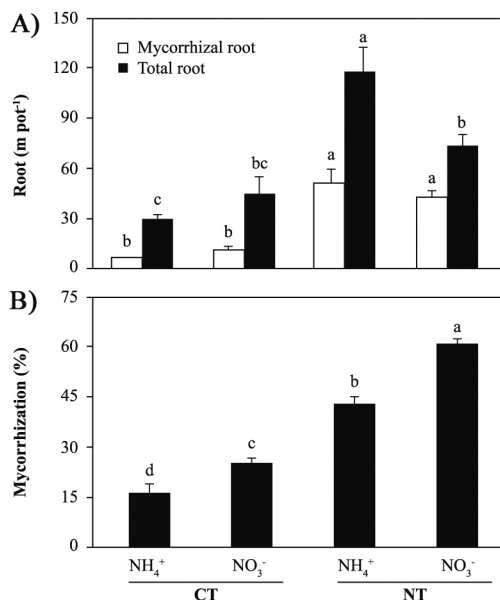 A)
Root (m pot⁻¹)
150
120
90
60
30
0
Mycorrhizal root
Total root
b
c
b
bc
a
a
a
b
B)
Mycorrhization (%)
75
60
45
30
15
0
d
c
b
a
NH₄⁺ NO₃⁻ NH₄⁺ NO₃⁻
CT NT